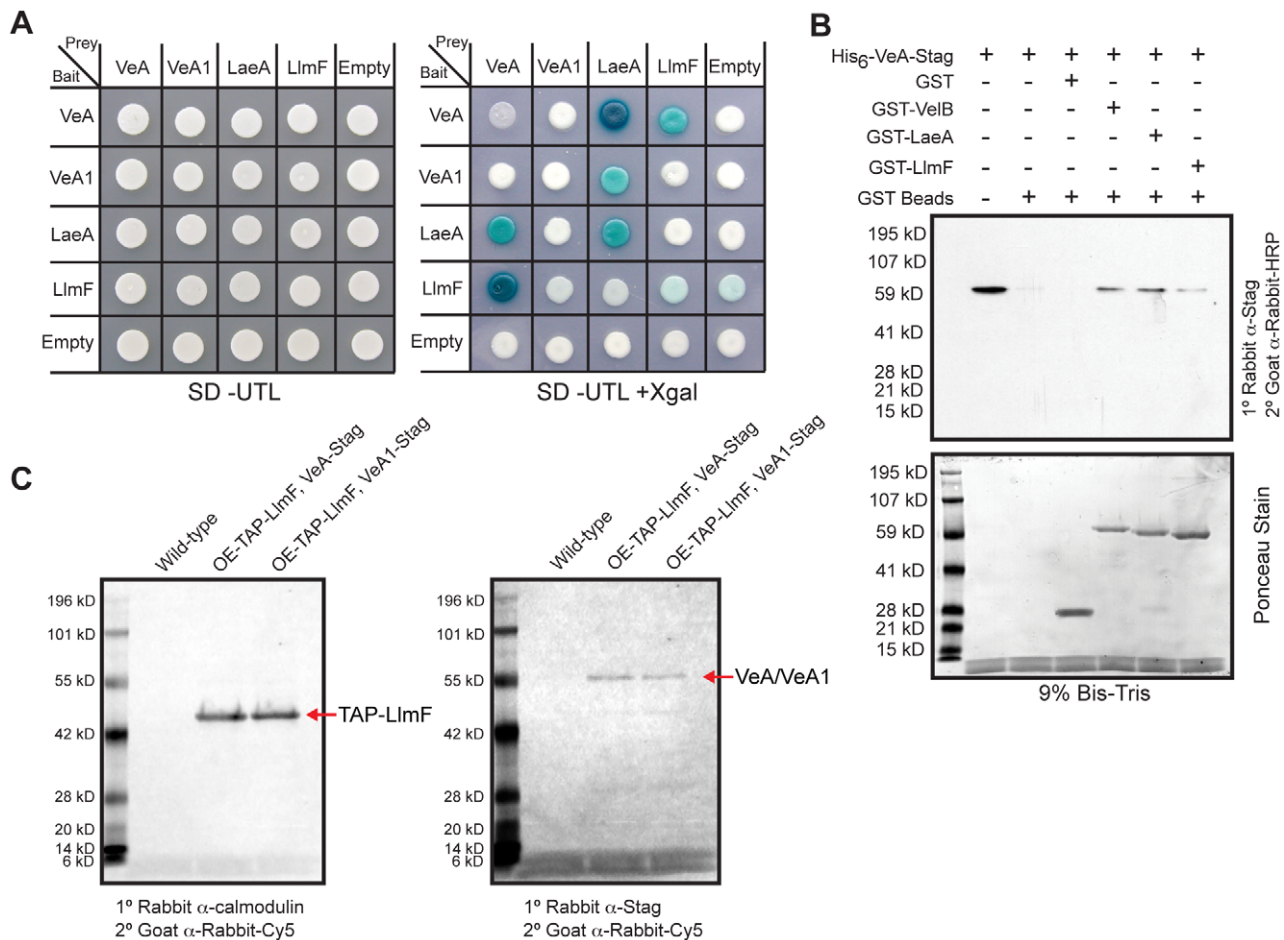 A
Prey
Bait
VeA VeA1 LaeA LlmF Empty
VeA
VeA1
LaeA
LlmF
Empty
SD -UTL
Prey
Bait
VeA VeA1 LaeA LlmF Empty
VeA
VeA1
LaeA
LlmF
Empty
SD -UTL +Xgal
B
His6-VeA-Stag + + + + + +
GST - - + - - -
GST-VelB - - - + - -
GST-LaeA - - - - + -
GST-LlmF - - - - - +
GST Beads - + + + + +
195 kD
107 kD
59 kD
41 kD
28 kD
21 kD
15 kD
1º Rabbit α-Stag
2º Goat α-Rabbit-HRP
195 kD
107 kD
59 kD
41 kD
28 kD
21 kD
15 kD
Ponceau Stain
9% Bis-Tris
C
Wild-type
OE-TAP-LlmF, VeA-Stag
OE-TAP-LlmF, VeA1-Stag
196 kD
101 kD
55 kD
42 kD
28 kD
20 kD
14 kD
6 kD
TAP-LlmF
1º Rabbit α-calmodulin
2º Goat α-Rabbit-Cy5
Wild-type
OE-TAP-LlmF, VeA-Stag
OE-TAP-LlmF, VeA1-Stag
196 kD
101 kD
55 kD
42 kD
28 kD
20 kD
14 kD
6 kD
VeA/VeA1
1º Rabbit α-Stag
2º Goat α-Rabbit-Cy5